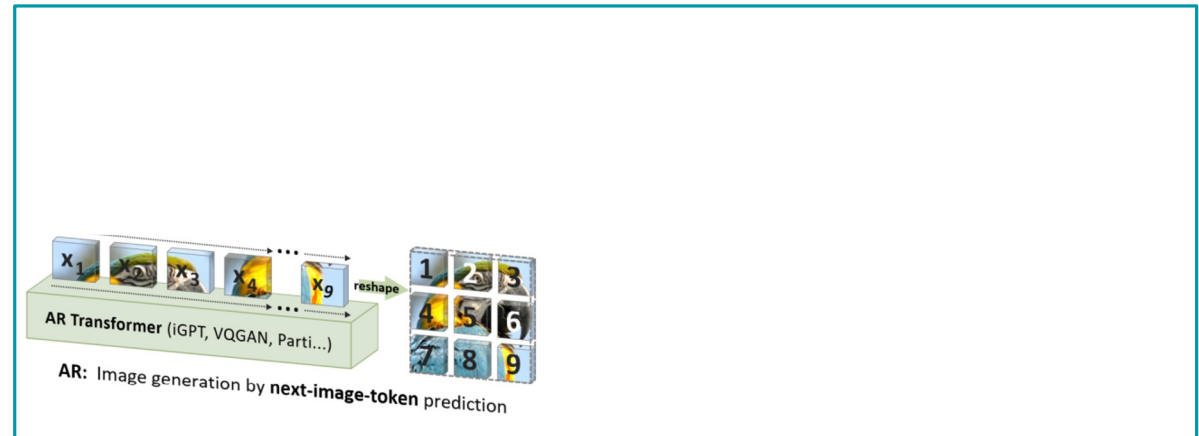 x1 x2 x3 x4 ... x9
...
reshape
1 2 3
4 5 6
7 8 9
AR Transformer (iGPT, VQGAN, Parti...)
AR: Image generation by next-image-token prediction